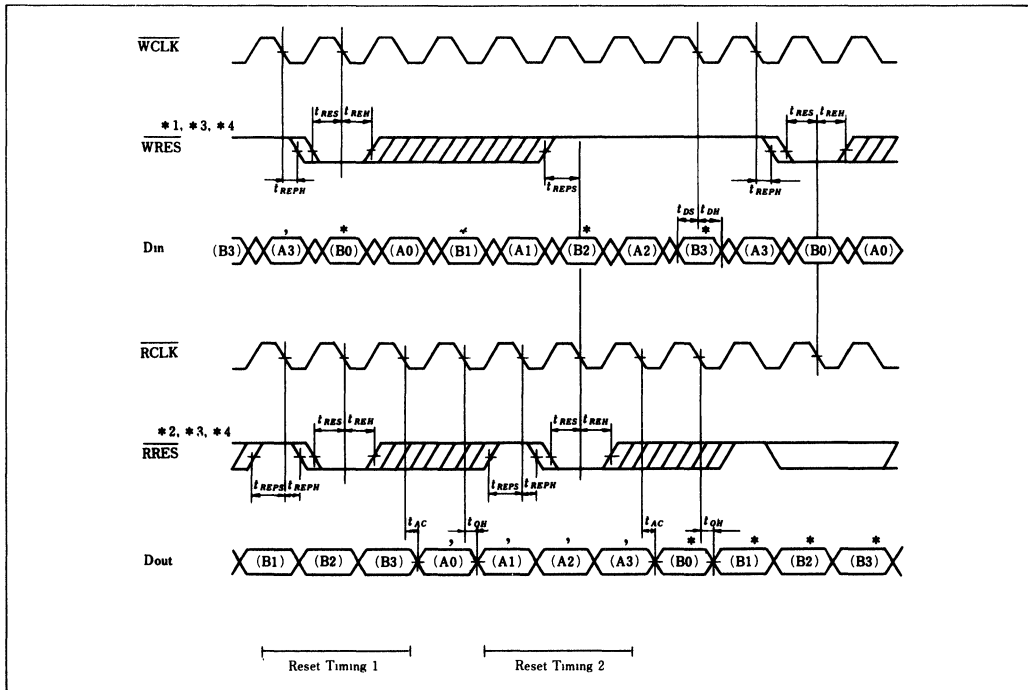 WCLK
tRES tREH tRES tREH
*1, *3, *4
WRES
tREPH tREPS tREPH
tDS tDH
' * * * *
Din (B3) (A3) (B0) (A0) (B1) (A1) (B2) (A2) (B3) (A3) (B0) (A0)
RCLK
*2, *3, *4
tRES tREH tRES tREH
RRES
tREPS tREPH tREPS tREPH
tAC tOH tAC tOH
' ' ' ' * * * *
Dout (B1) (B2) (B3) (A0) (A1) (A2) (A3) (B0) (B1) (B2) (B3)
Reset Timing 1 Reset Timing 2